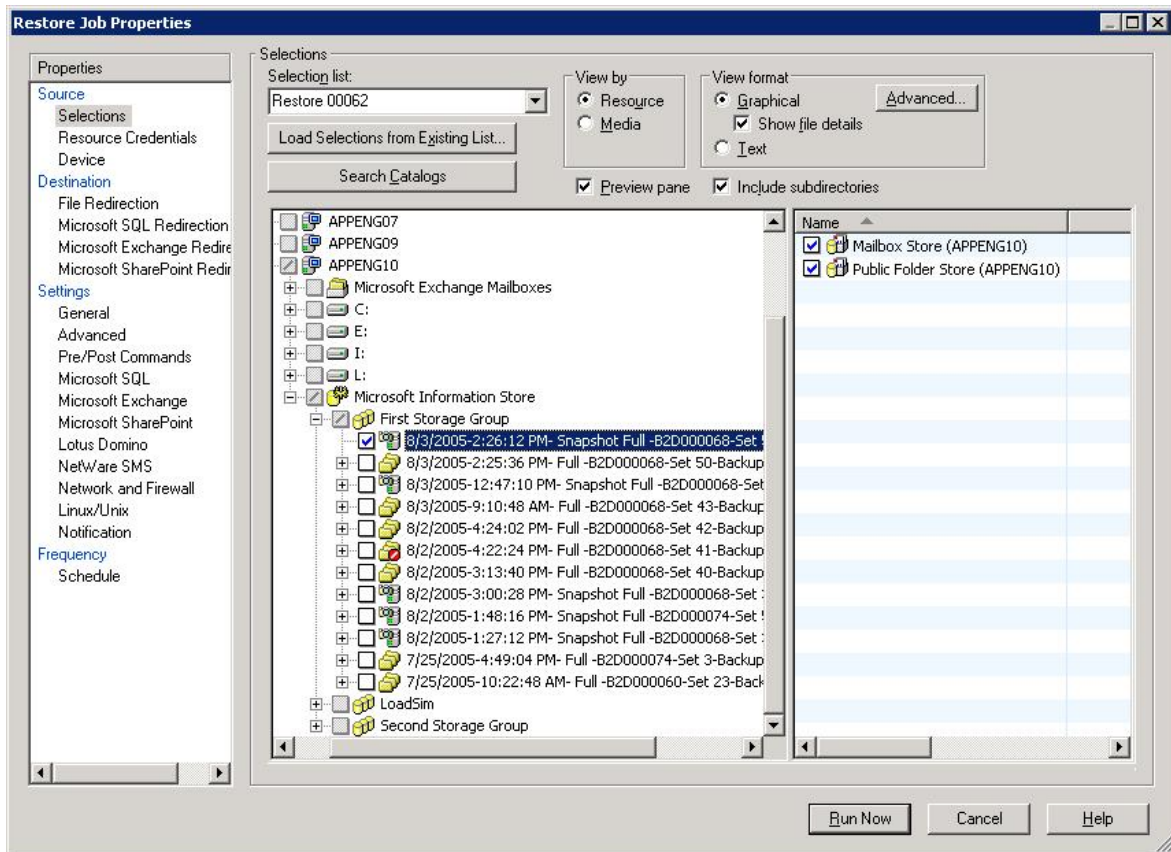 Restore Job Properties
Properties
Source
Selections
Resource Credentials
Device
Destination
File Redirection
Microsoft SQL Redirection
Microsoft Exchange Redire
Microsoft SharePoint Redir
Settings
General
Advanced
Pre/Post Commands
Microsoft SQL
Microsoft Exchange
Microsoft SharePoint
Lotus Domino
NetWare SMS
Network and Firewall
Linux/Unix
Notification
Frequency
Schedule
Selections
Selection list:
Restore 00062
Load Selections from Existing List...
Search Catalogs
View by
Resource
Media
View format
Graphical
Show file details
Text
Advanced...
Preview pane
Include subdirectories
APPENG07
APPENG09
APPENG10
Microsoft Exchange Mailboxes
C:
E:
I:
L:
Microsoft Information Store
First Storage Group
8/3/2005-2:26:12 PM- Snapshot Full -B2D000068-Set
8/3/2005-2:25:36 PM- Full -B2D000068-Set 50-Backup
8/3/2005-12:47:10 PM- Snapshot Full -B2D000068-Set
8/3/2005-9:10:48 AM- Full -B2D000068-Set 43-Backup
8/2/2005-4:24:02 PM- Full -B2D000068-Set 42-Backup
8/2/2005-4:22:24 PM- Full -B2D000068-Set 41-Backup
8/2/2005-3:13:40 PM- Full -B2D000068-Set 40-Backup
8/2/2005-3:00:28 PM- Snapshot Full -B2D000068-Set
8/2/2005-1:48:16 PM- Snapshot Full -B2D000074-Set
8/2/2005-1:27:12 PM- Snapshot Full -B2D000068-Set
7/25/2005-4:49:04 PM- Full -B2D000074-Set 3-Backup
7/25/2005-10:22:48 AM- Full -B2D000060-Set 23-Back
LoadSim
Second Storage Group
Name
Mailbox Store (APPENG10)
Public Folder Store (APPENG10)
Run Now
Cancel
Help